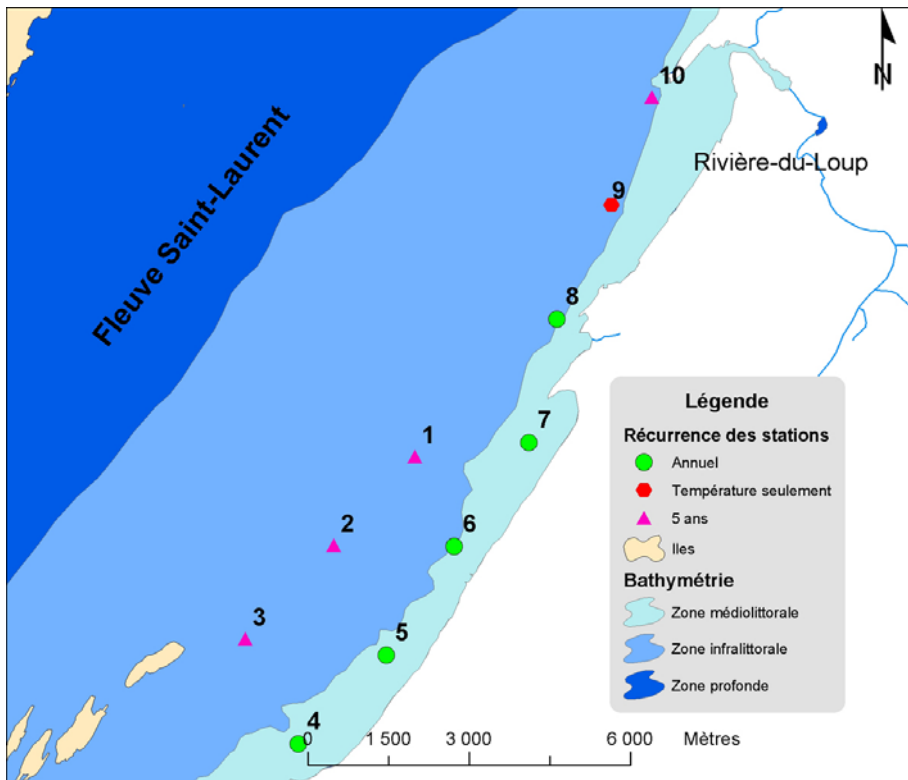 10
N
Rivière-du-Loup
Fleuve Saint-Laurent
9
8
7
1
6
2
3
5
4
Légende
Récurrence des stations
Annuel
Température seulement
5 ans
Iles
Bathymétrie
Zone médiolittorale
Zone infralittorale
Zone profonde
0 1 500 3 000 6 000 Mètres